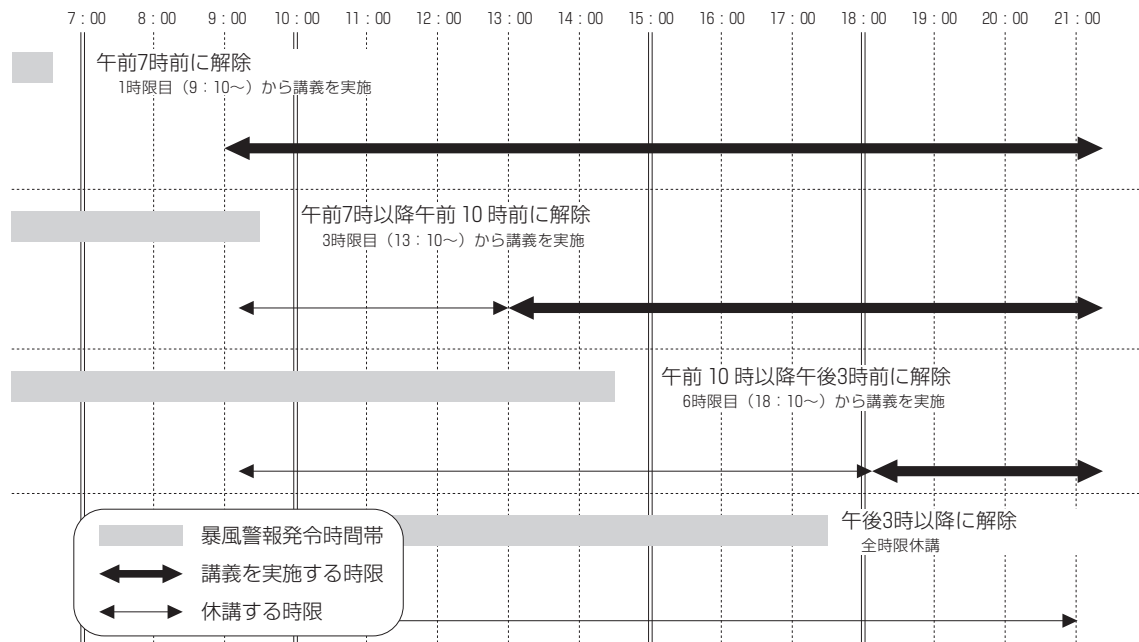 7：00 8：00 9：00 10：00 11：00 12：00 13：00 14：00 15：00 16：00 17：00 18：00 19：00 20：00 21：00
午前7時前に解除
1時限目（9：10～）から講義を実施
午前7時以降午前 10 時前に解除
3時限目（13：10～）から講義を実施
午前 10 時以降午後3時前に解除
6時限目（18：10～）から講義を実施
午後3時以降に解除
全時限休講
暴風警報発令時間帯
講義を実施する時限
休講する時限